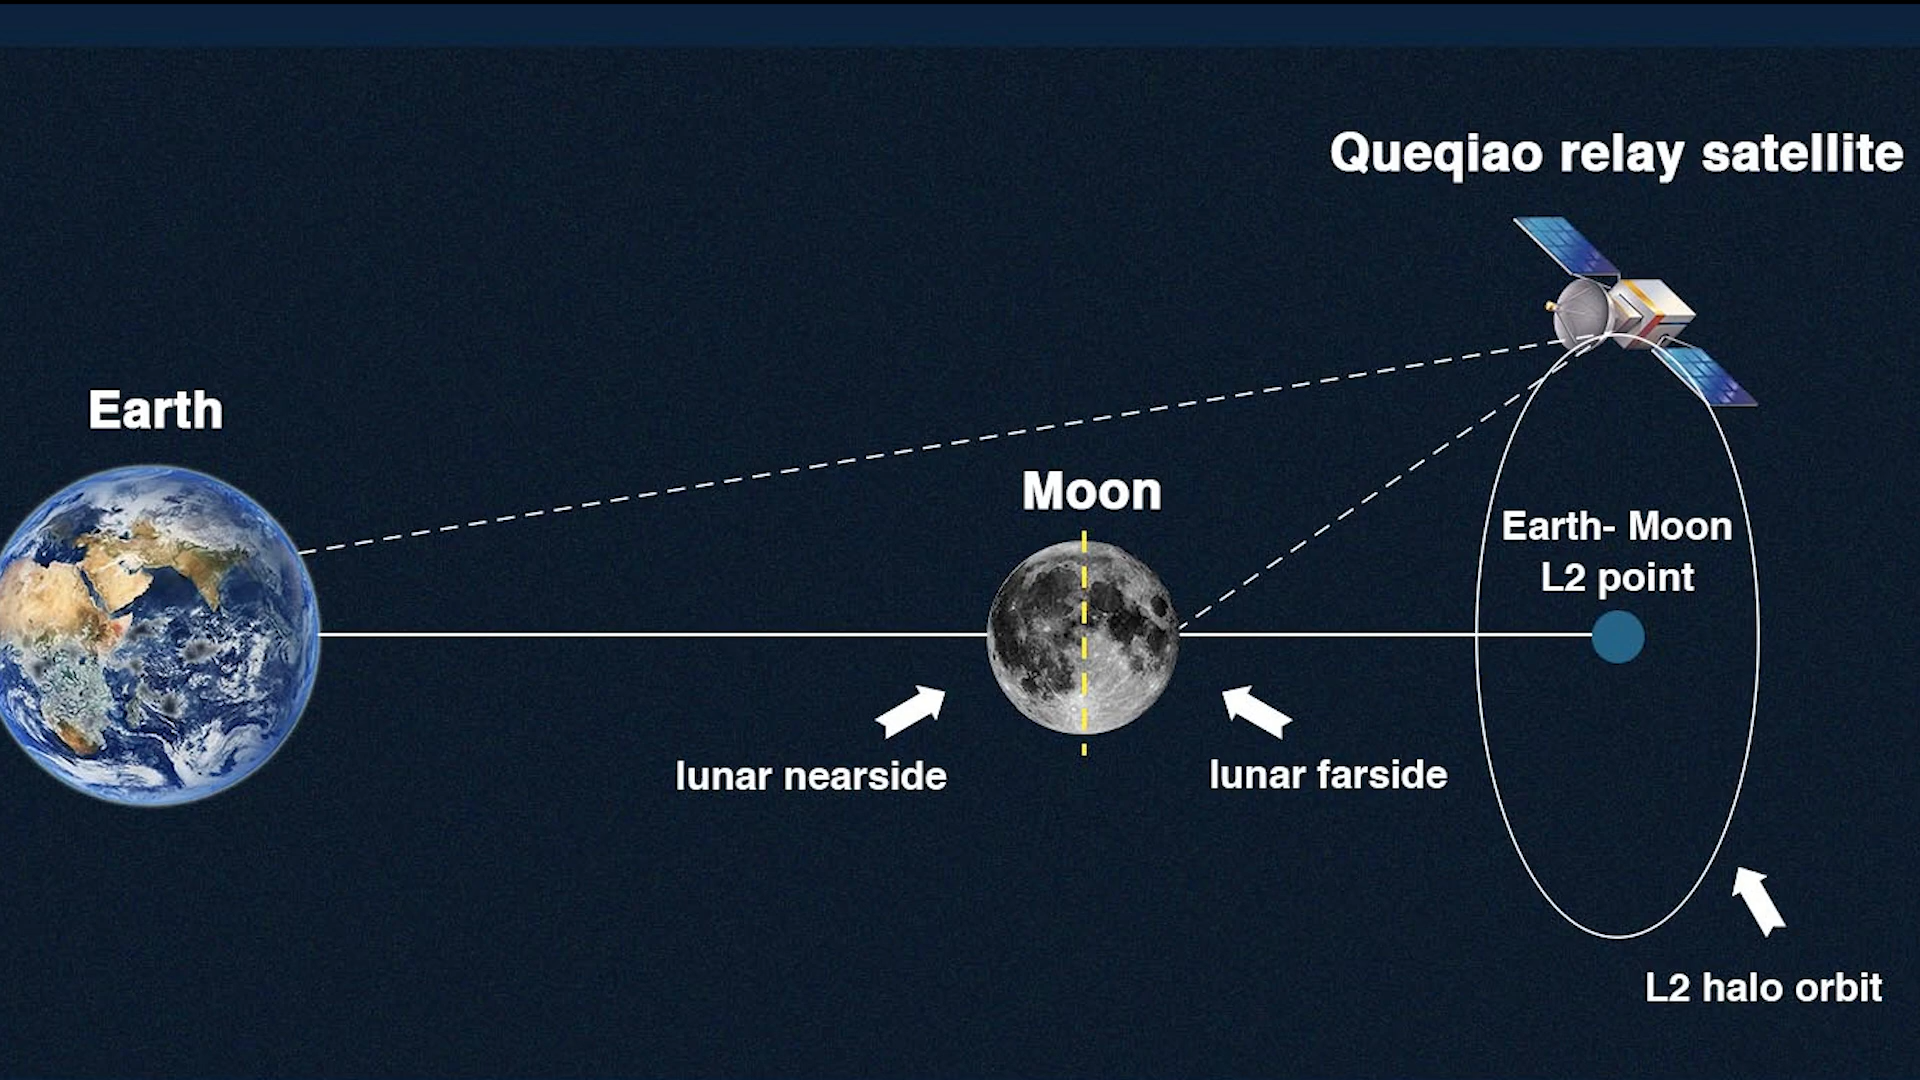 Queqiao relay satellite
Earth
Moon
Earth- Moon
L2 point
lunar nearside
lunar farside
L2 halo orbit